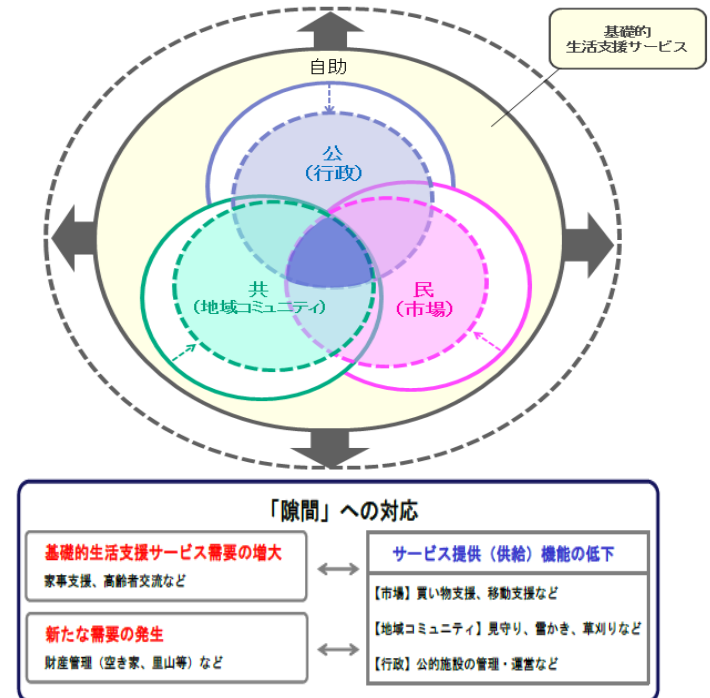 基礎的
生活支援サービス
自助
公
（行政）
共
（地域コミュニティ）
民
（市場）
「隙間」への対応
基礎的生活支援サービス需要の増大
家事支援、高齢者交流など
新たな需要の発生
財産管理（空き家、里山等）など
サービス提供（供給）機能の低下
【市場】買い物支援、移動支援など
【地域コミュニティ】見守り、雪かき、草刈りなど
【行政】公的施設の管理・運営など